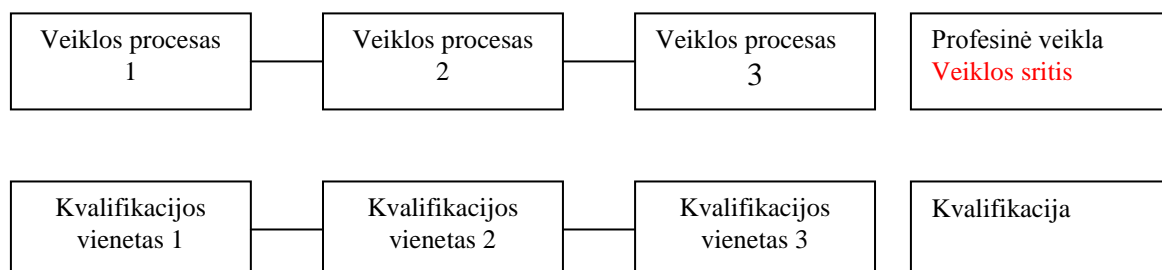 Veiklos procesas
1
Veiklos procesas
2
Veiklos procesas
3
Profesinė veikla
Veiklos sritis
Kvalifikacijos
vienetas 1
Kvalifikacijos
vienetas 2
Kvalifikacijos
vienetas 3
Kvalifikacija